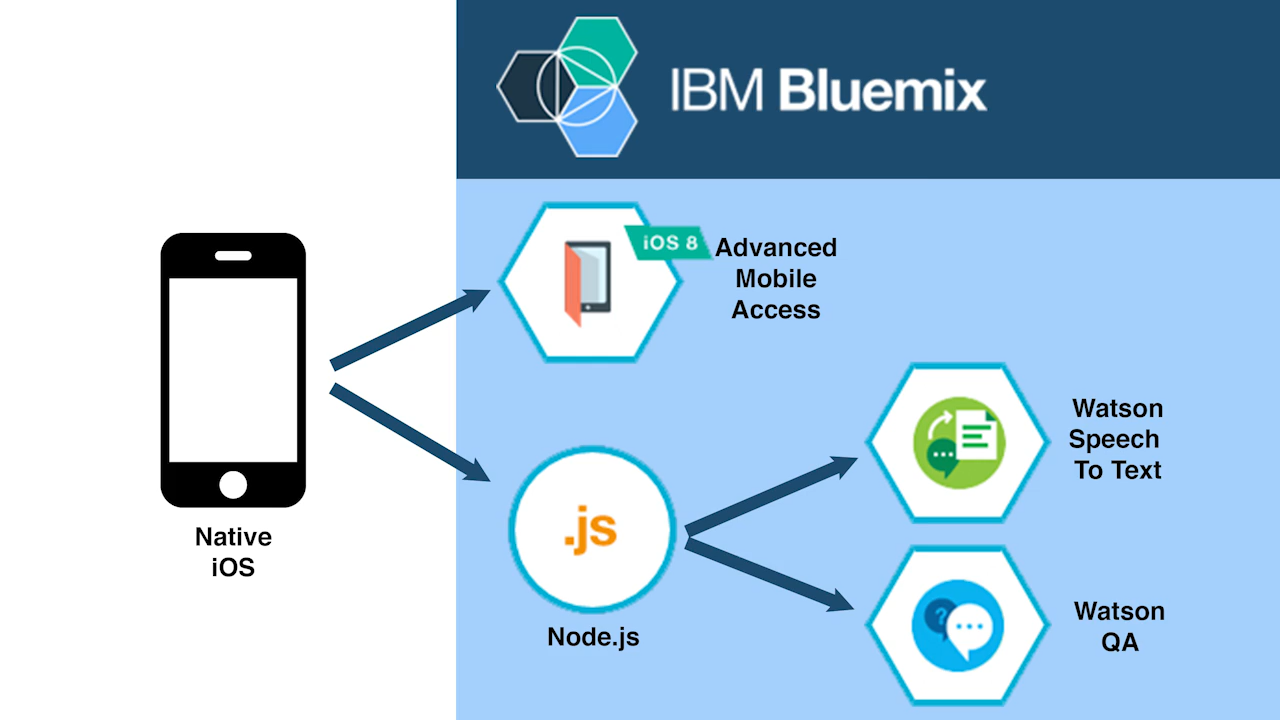 IBM Bluemix
iOS 8
Advanced
Mobile
Access
Native
iOS
.js
Node.js
Watson
Speech
To Text
?
Watson
QA